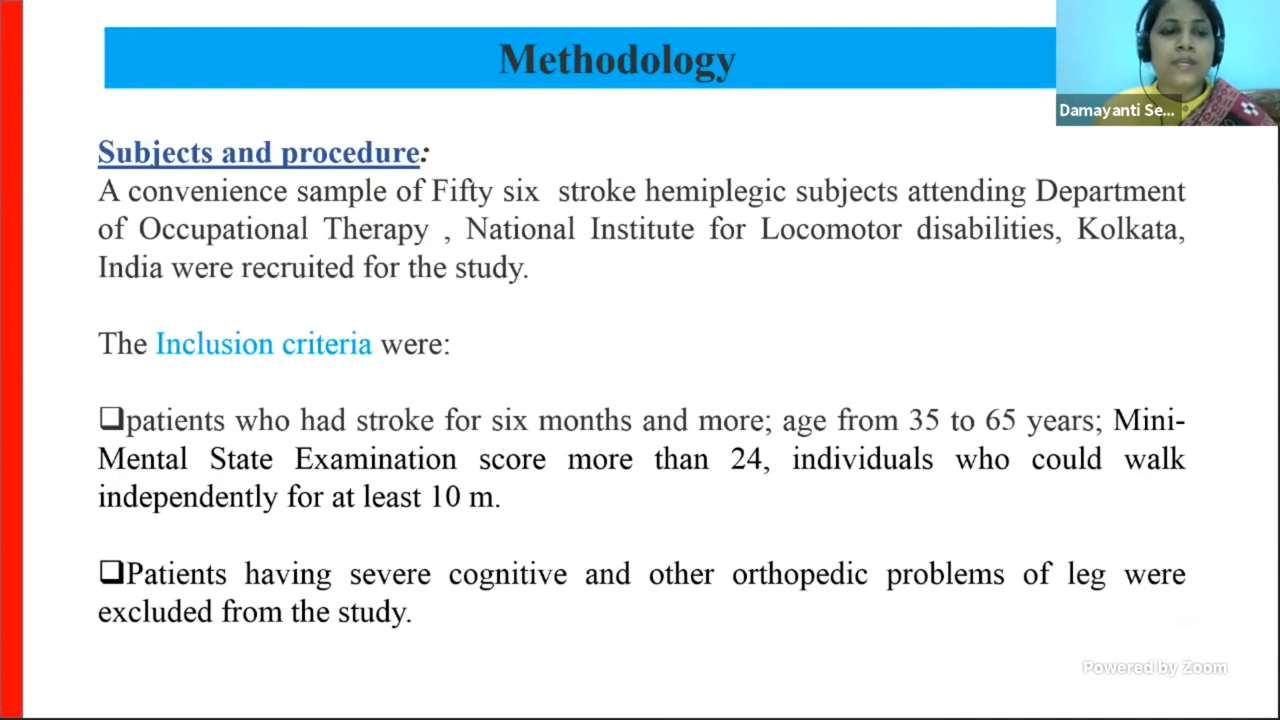 Methodology
Damayanti Se...
Subjects and procedure:
A convenience sample of Fifty six stroke hemiplegic subjects attending Department
of Occupational Therapy , National Institute for Locomotor disabilities, Kolkata,
India were recruited for the study.
The Inclusion criteria were:
❑patients who had stroke for six months and more; age from 35 to 65 years; Mini-
Mental State Examination score more than 24, individuals who could walk
independently for at least 10 m.
❑Patients having severe cognitive and other orthopedic problems of leg were
excluded from the study.
Powered by Zoom